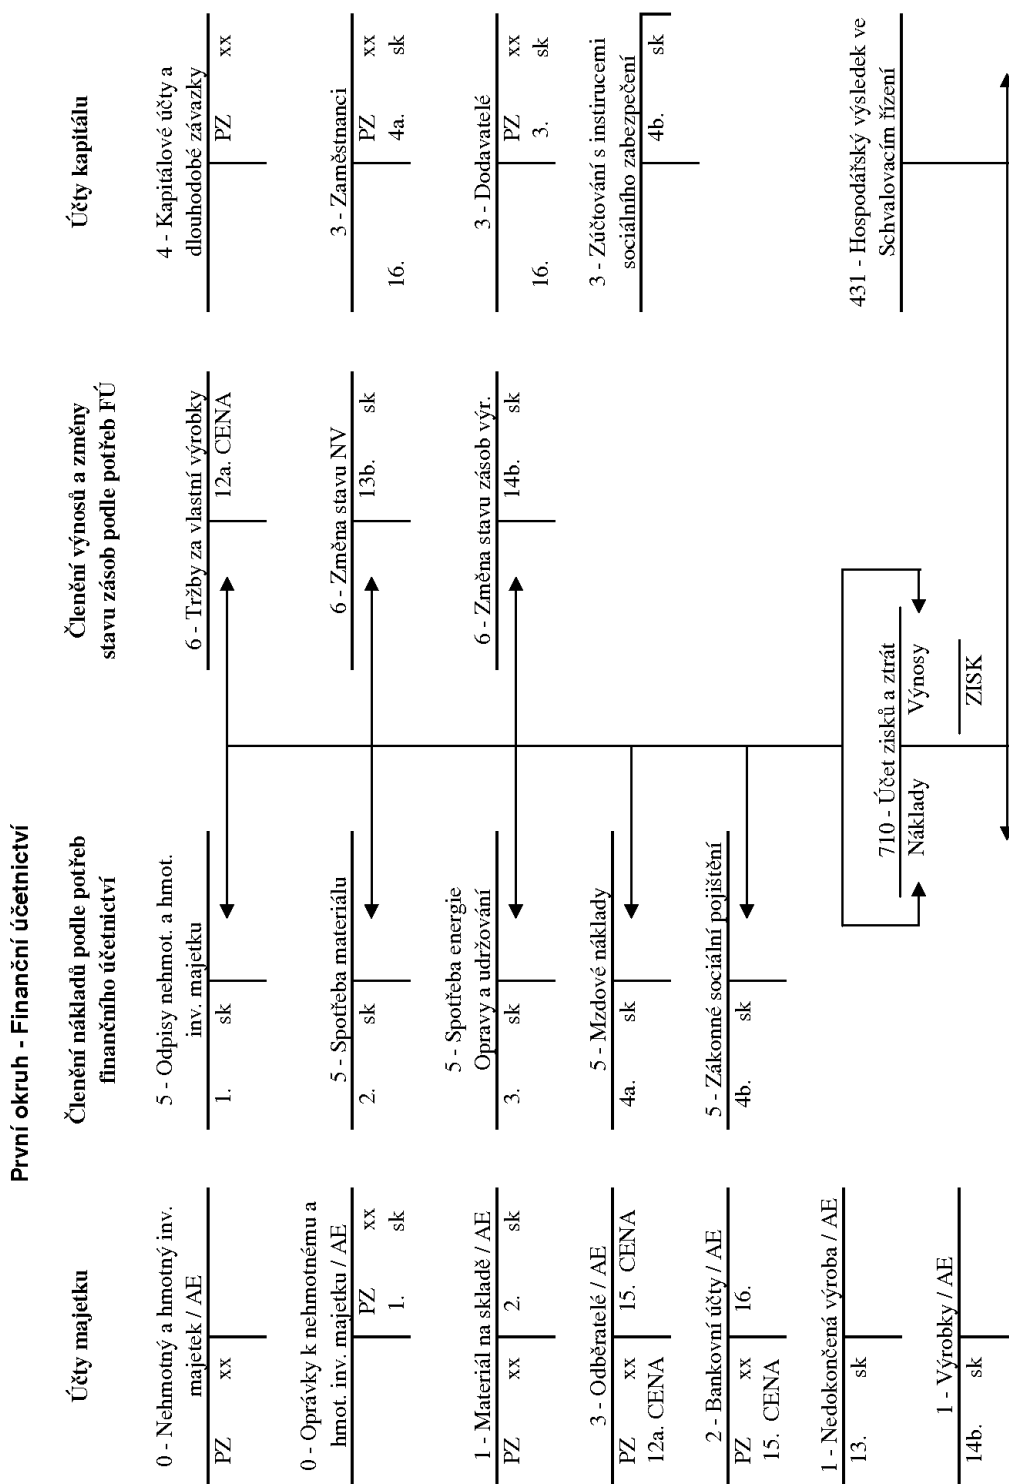 První okruh - Finanční účetnictví
Účty majetku
0 - Nehmotný a hmotný inv.
majetek / AE
PZ xx
0 - Oprávky k nehmotnému a
hmot. inv. majetku / AE
PZ xx
1. sk
1 - Materiál na skladě / AE
PZ xx 2. sk
3 - Odběratelé / AE
PZ xx 15. CENA
12a. CENA
2 - Bankovní účty / AE
PZ xx 16.
15. CENA
1 - Nedokončená výroba / AE
13. sk
1 - Výrobky / AE
14b. sk
Členění nákladů podle potřeb
finančního účetnictví
5 - Odpisy nehmot. a hmot.
inv. majetku
1. sk
5 - Spotřeba materiálu
2. sk
5 - Spotřeba energie
Opravy a udržování
3. sk
5 - Mzdové náklady
4a. sk
5 - Zákonné sociální pojištění
4b. sk
710 - Účet zisků a ztrát
Náklady Výnosy
ZISK
Členění výnosů a změny
stavu zásob podle potřeb FÚ
6 - Tržby za vlastní výrobky
12a. CENA
6 - Změna stavu NV
13b. sk
6 - Změna stavu zásob výr.
14b. sk
Účty kapitálu
4 - Kapitálové účty a
dlouhodobé závazky
PZ xx
3 - Zaměstnanci
PZ xx
16. 4a. sk
3 - Dodavatelé
PZ xx
16. 3. sk
3 - Zúčtování s instirucemi
sociálního zabezpečení
4b. sk
431 - Hospodářský výsledek ve
Schvalovacím řízení